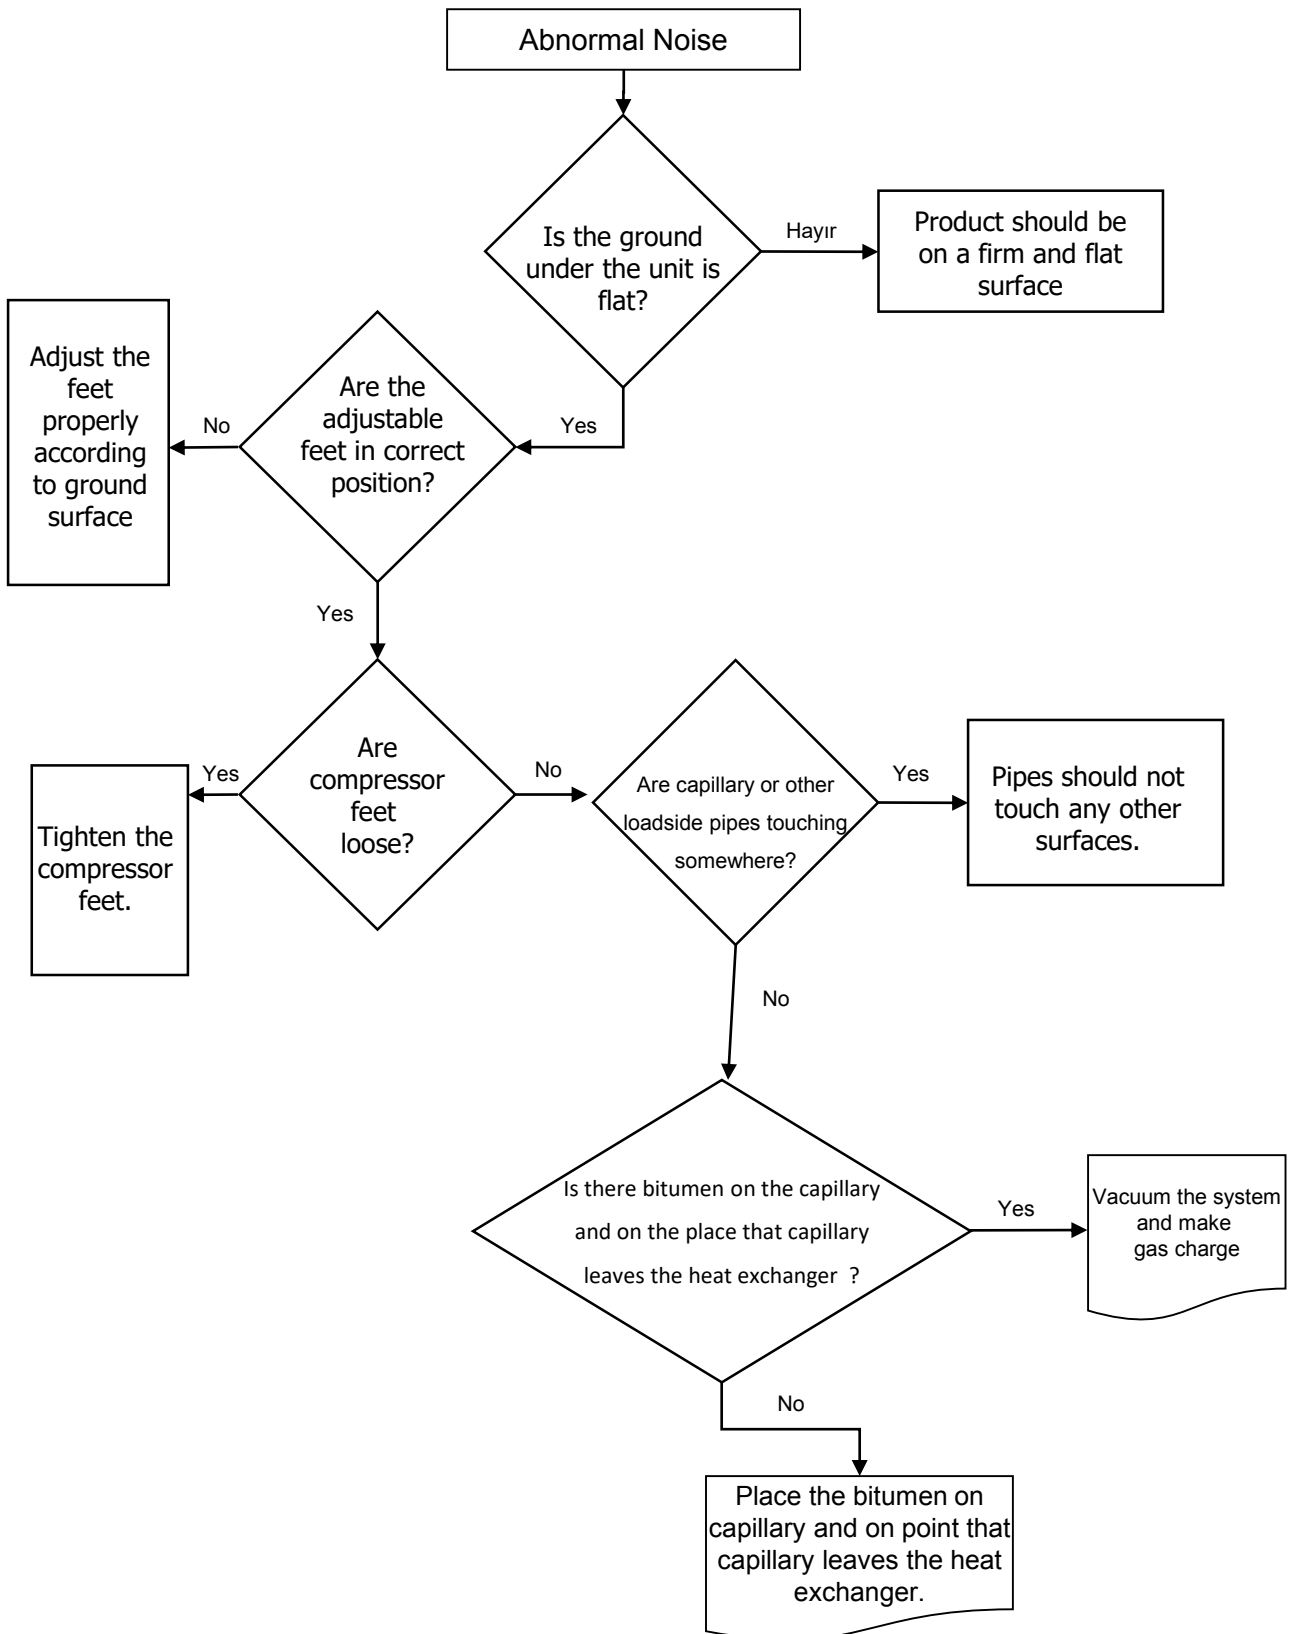 Abnormal Noise
Is the ground
under the unit is
flat?
Hayır
Product should be
on a firm and flat
surface
Yes
Are the
adjustable
feet in correct
position?
No
Adjust the
feet
properly
according
to ground
surface
Yes
Are
compressor
feet
loose?
Yes
Tighten the
compressor
feet.
No
Are capillary or other
loadside pipes touching
somewhere?
Yes
Pipes should not
touch any other
surfaces.
No
Is there bitumen on the capillary
and on the place that capillary
leaves the heat exchanger ?
Yes
Vacuum the system
and make
gas charge
No
Place the bitumen on
capillary and on point that
capillary leaves the heat
exchanger.